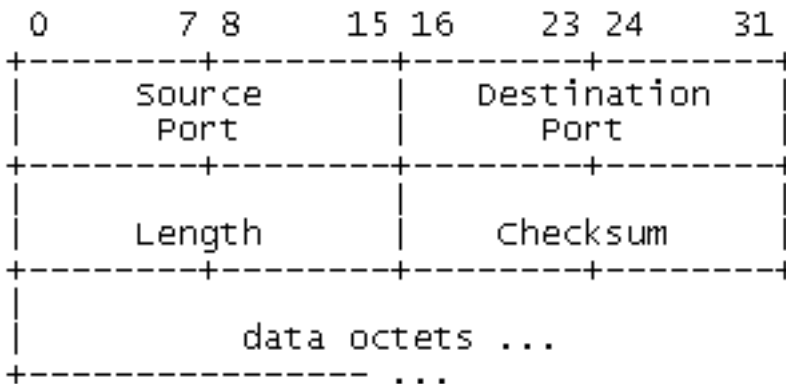 0 7 8 15 16 23 24 31
+--------+--------+--------+--------+
| Source | Destination |
| Port | Port |
+--------+--------+--------+--------+
| | |
| Length | Checksum |
+--------+--------+--------+--------+
|
| data octets ...
+---------------- ...